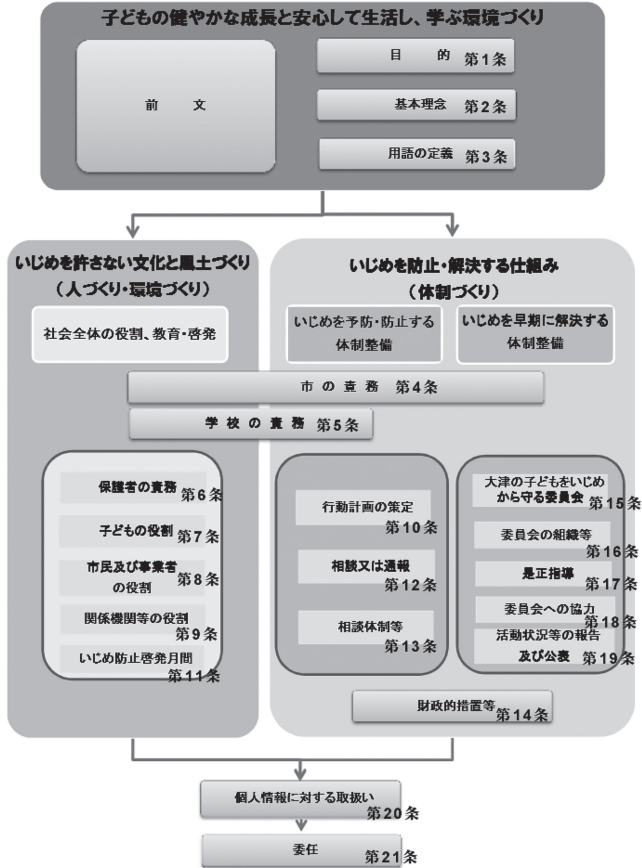 子どもの健やかな成長と安心して生活し、学ぶ環境づくり
前　　文
目　　的　第1条
基本理念　第2条
用語の定義　第3条
いじめを許さない文化と風土づくり
（人づくり・環境づくり）
社会全体の役割、教育・啓発
いじめを防止・解決する仕組み
（体制づくり）
いじめを予防・防止する
体制整備
いじめを早期に解決する
体制整備
市 の 責 務　第4条
学 校 の 責 務　第5条
保護者の責務
第6条
子どもの役割
第7条
市民及び事業者
の役割
第8条
関係機関等の役割
第9条
いじめ防止啓発月間
第11条
行動計画の策定
第10条
相談又は通報
第12条
相談体制等
第13条
大津の子どもをいじめ
から守る委員会
第15条
委員会の組織等
第16条
是正指導
第17条
委員会への協力
第18条
活動状況等の報告
及び公表
第19条
財政的措置等
第14条
個人情報に対する取扱い
第20条
委任
第21条